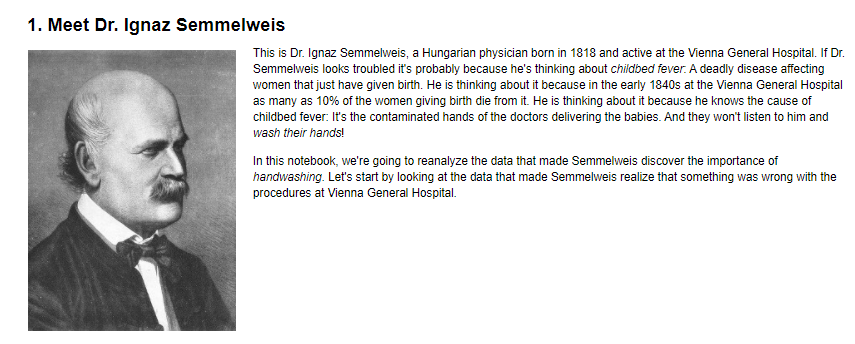 1. Meet Dr. Ignaz Semmelweis
This is Dr. Ignaz Semmelweis, a Hungarian physician born in 1818 and active at the Vienna General Hospital. If Dr.
Semmelweis looks troubled it's probably because he's thinking about childbed fever: A deadly disease affecting
women that just have given birth. He is thinking about it because in the early 1840s at the Vienna General Hospital
as many as 10% of the women giving birth die from it. He is thinking about it because he knows the cause of
childbed fever: It's the contaminated hands of the doctors delivering the babies. And they won't listen to him and
wash their hands!
In this notebook, we're going to reanalyze the data that made Semmelweis discover the importance of
handwashing. Let's start by looking at the data that made Semmelweis realize that something was wrong with the
procedures at Vienna General Hospital.